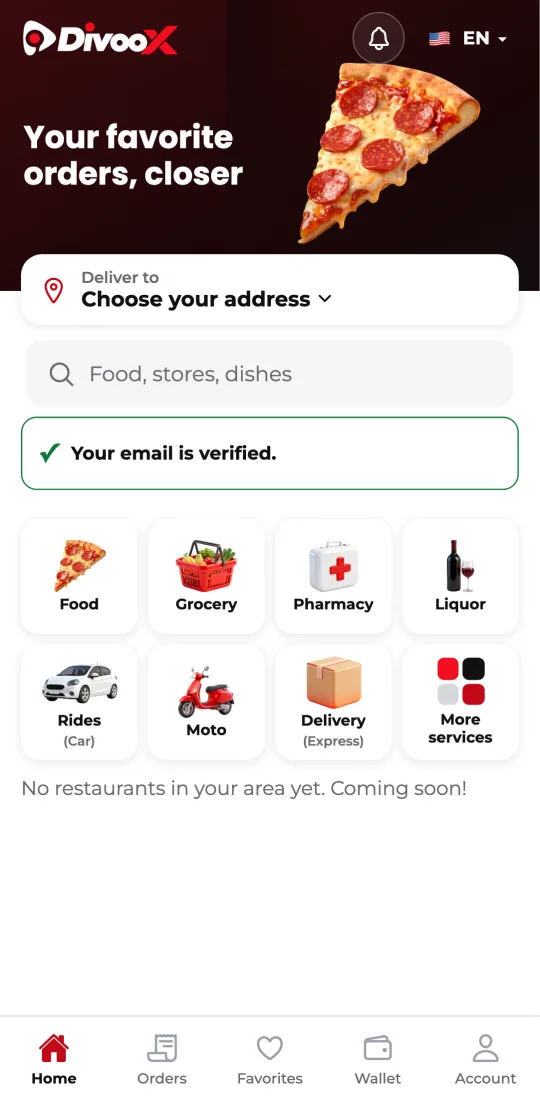 DivooX
EN
Your favorite
orders, closer
Deliver to
Choose your address
Food, stores, dishes
Your email is verified.
Food
Grocery
Pharmacy
Liquor
Rides
(Car)
Moto
Delivery
(Express)
More
services
No restaurants in your area yet. Coming soon!
Home
Orders
Favorites
Wallet
Account